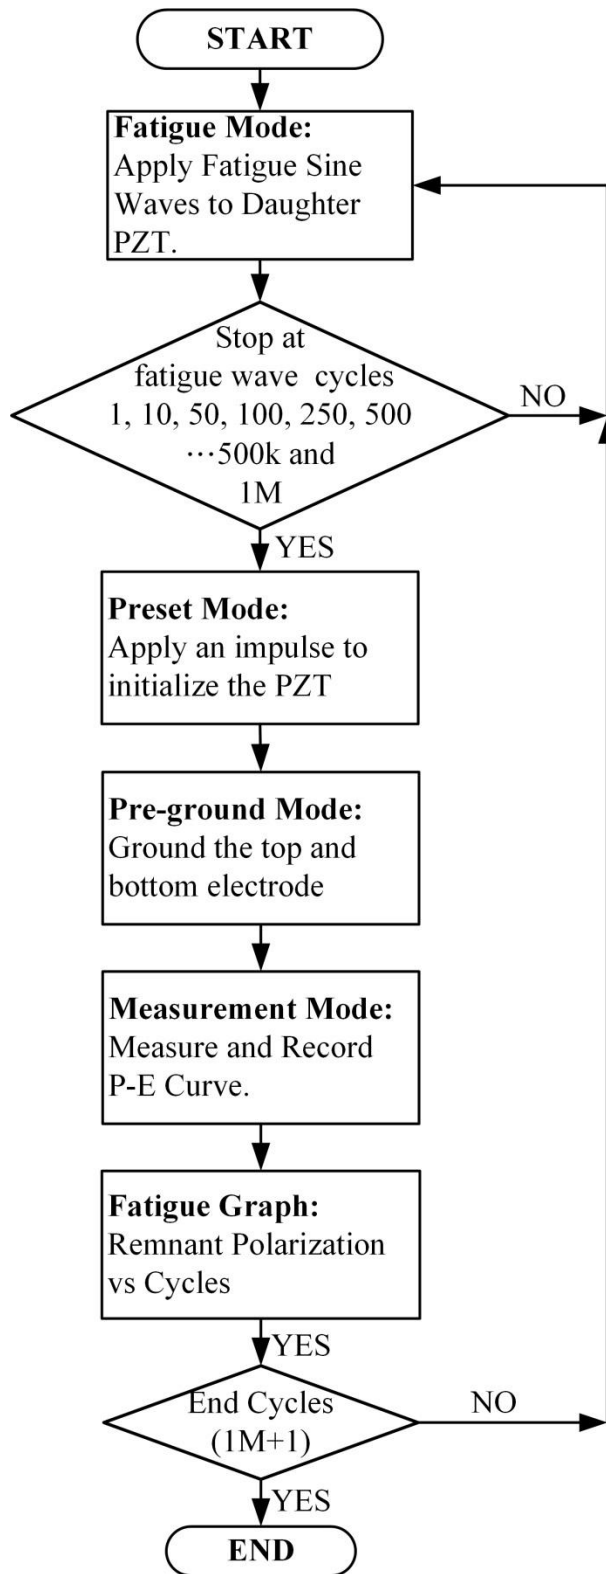 START
Fatigue Mode:
Apply Fatigue Sine
Waves to Daughter
PZT.
Stop at
fatigue wave cycles
1, 10, 50, 100, 250, 500
···500k and
1M
NO
YES
Preset Mode:
Apply an impulse to
initialize the PZT
Pre-ground Mode:
Ground the top and
bottom electrode
Measurement Mode:
Measure and Record
P-E Curve.
Fatigue Graph:
Remnant Polarization
vs Cycles
YES
End Cycles
(1M+1)
NO
YES
END